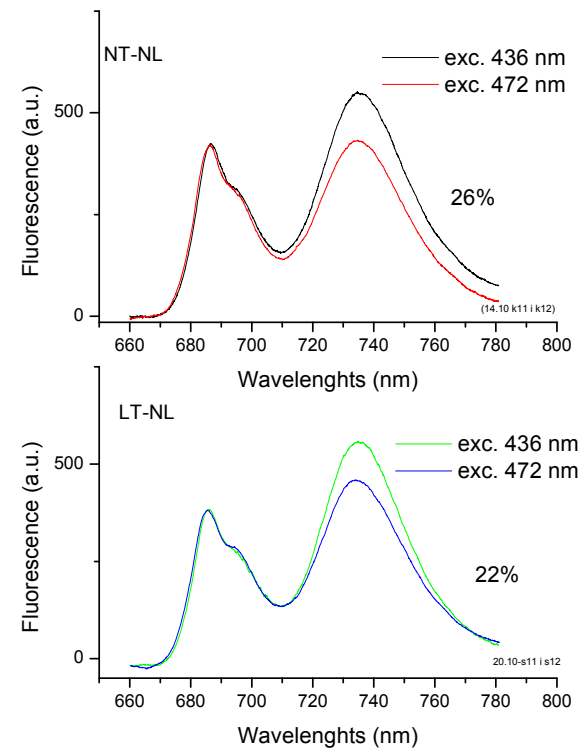 NT-NL
exc. 436 nm
exc. 472 nm
500
26%
0
(14.10 k11 i k12)
660 680 700 720 740 760 780 800
Fluorescence (a.u.)
Wavelenghts (nm)
LT-NL
exc. 436 nm
exc. 472 nm
500
22%
0
20.10-s11 i s12
660 680 700 720 740 760 780 800
Fluorescence (a.u.)
Wavelenghts (nm)